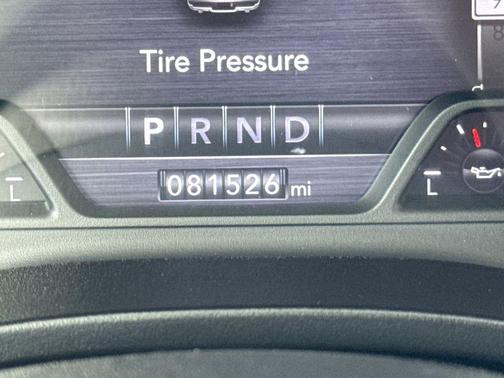 Tire Pressure
P R N D
081526 mi
L
L